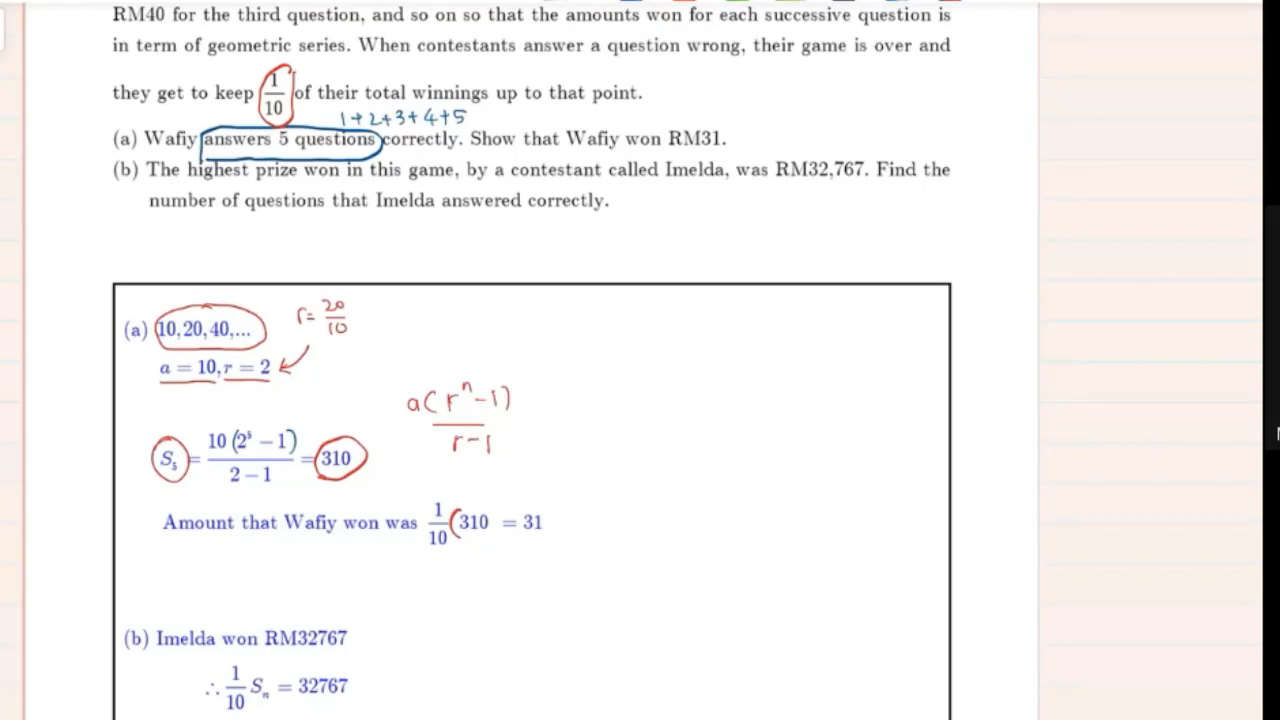 RM40 for the third question, and so on so that the amounts won for each successive question is
in term of geometric series. When contestants answer a question wrong, their game is over and
they get to keep 1/10 of their total winnings up to that point.
1+2+3+4+5
(a) Wafiy answers 5 questions correctly. Show that Wafiy won RM31.
(b) The highest prize won in this game, by a contestant called Imelda, was RM32,767. Find the
number of questions that Imelda answered correctly.
(a) 10, 20, 40, ... r = 20/10
a = 10, r = 2
a(r^n - 1) / r - 1
S₅ = 10(2⁵ - 1) / 2 - 1 = 310
Amount that Wafiy won was 1/10 (310 = 31
(b) Imelda won RM32767
∴ 1/10 Sₙ = 32767